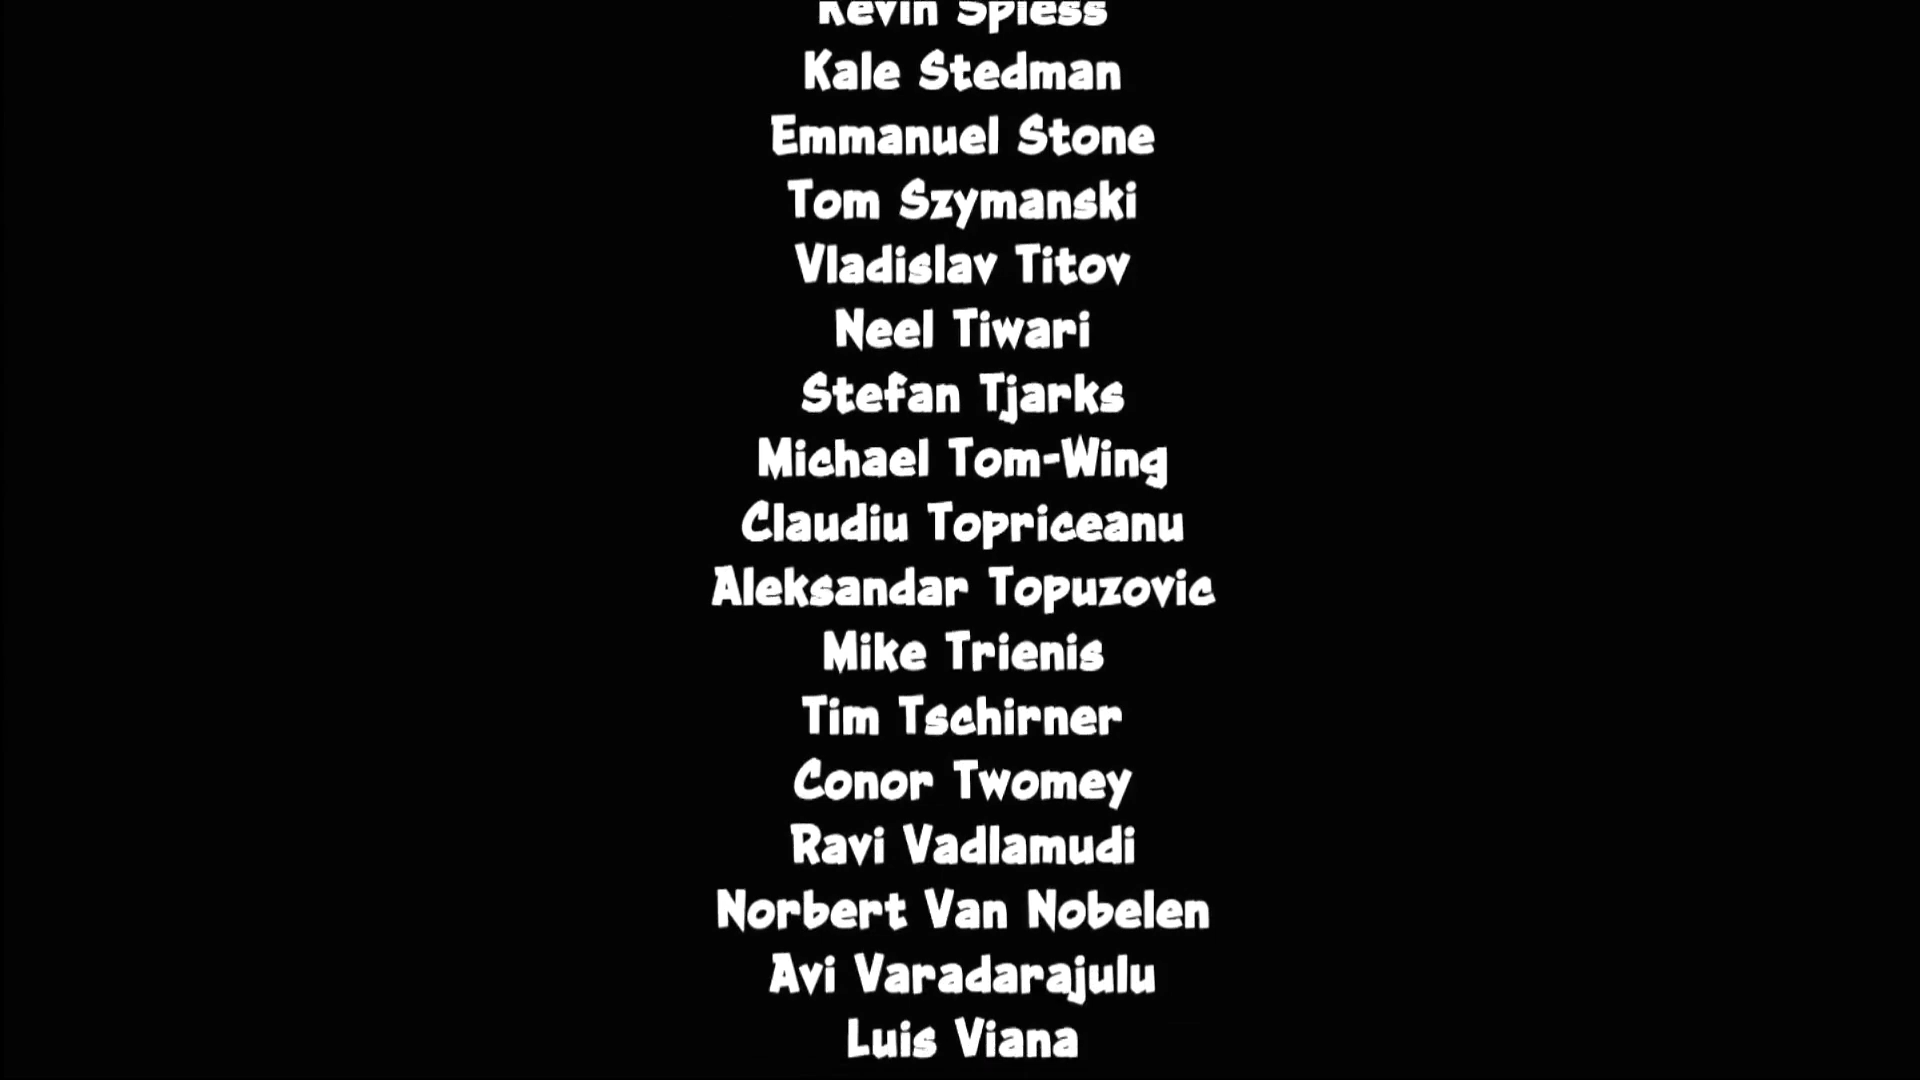 Kevin Spiess
Kale Stedman
Emmanuel Stone
Tom Szymanski
Vladislav Titov
Neel Tiwari
Stefan Tjarks
Michael Tom-Wing
Claudiu Topriceanu
Aleksandar Topuzovic
Mike Trienis
Tim Tschirner
Conor Twomey
Ravi Vadlamudi
Norbert Van Nobelen
Avi Varadarajulu
Luis Viana